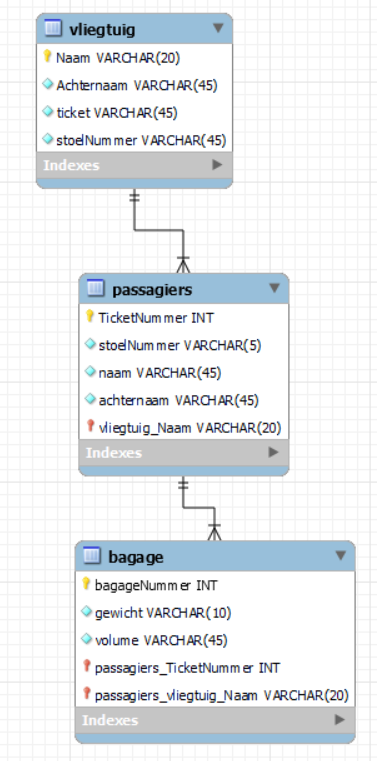 vliegtuig
Naam VARCHAR(20)
Achternaam VARCHAR(45)
ticket VARCHAR(45)
stoelNummer VARCHAR(45)
Indexes
passagiers
TicketNummer INT
stoelNummer VARCHAR(5)
naam VARCHAR(45)
achternaam VARCHAR(45)
vliegtuig_Naam VARCHAR(20)
Indexes
bagage
bagageNummer INT
gewicht VARCHAR(10)
volume VARCHAR(45)
passagiers_TicketNummer INT
passagiers_vliegtuig_Naam VARCHAR(20)
Indexes